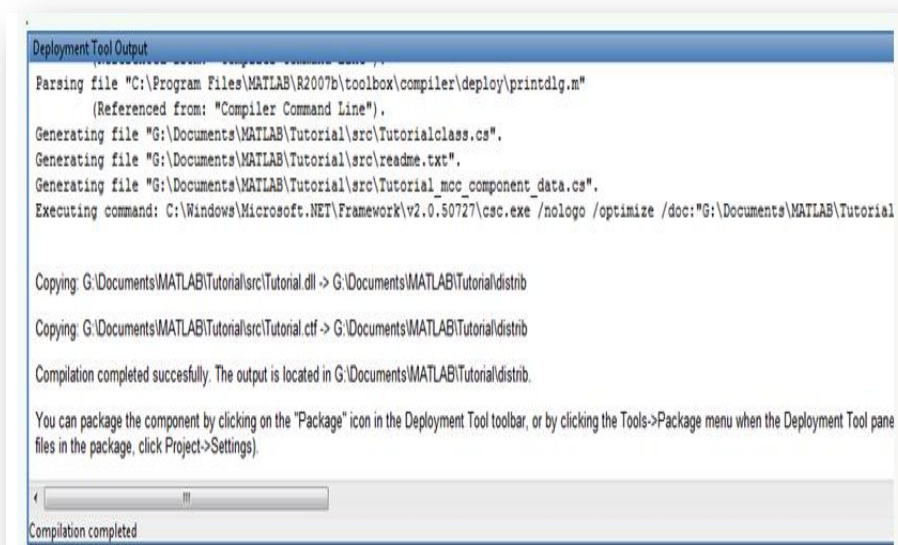 Deployment Tool Output
(Referenced from: "Compiler Command Line").
Parsing file "C:\Program Files\MATLAB\R2007b\toolbox\compiler\deploy\printdlg.m"
(Referenced from: "Compiler Command Line").
Generating file "G:\Documents\MATLAB\Tutorial\src\Tutorialclass.cs".
Generating file "G:\Documents\MATLAB\Tutorial\src\readme.txt".
Generating file "G:\Documents\MATLAB\Tutorial\src\Tutorial_mcc_component_data.cs".
Executing command: C:\Windows\Microsoft.NET\Framework\v2.0.50727\csc.exe /nologo /optimize /doc:"G:\Documents\MATLAB\Tutorial
Copying: G:\Documents\MATLAB\Tutorial\src\Tutorial.dll -> G:\Documents\MATLAB\Tutorial\distrib
Copying: G:\Documents\MATLAB\Tutorial\src\Tutorial.ctf -> G:\Documents\MATLAB\Tutorial\distrib
Compilation completed succesfully. The output is located in G:\Documents\MATLAB\Tutorial\distrib.
You can package the component by clicking on the "Package" icon in the Deployment Tool toolbar, or by clicking the Tools->Package menu when the Deployment Tool pane
files in the package, click Project->Settings).
Compilation completed